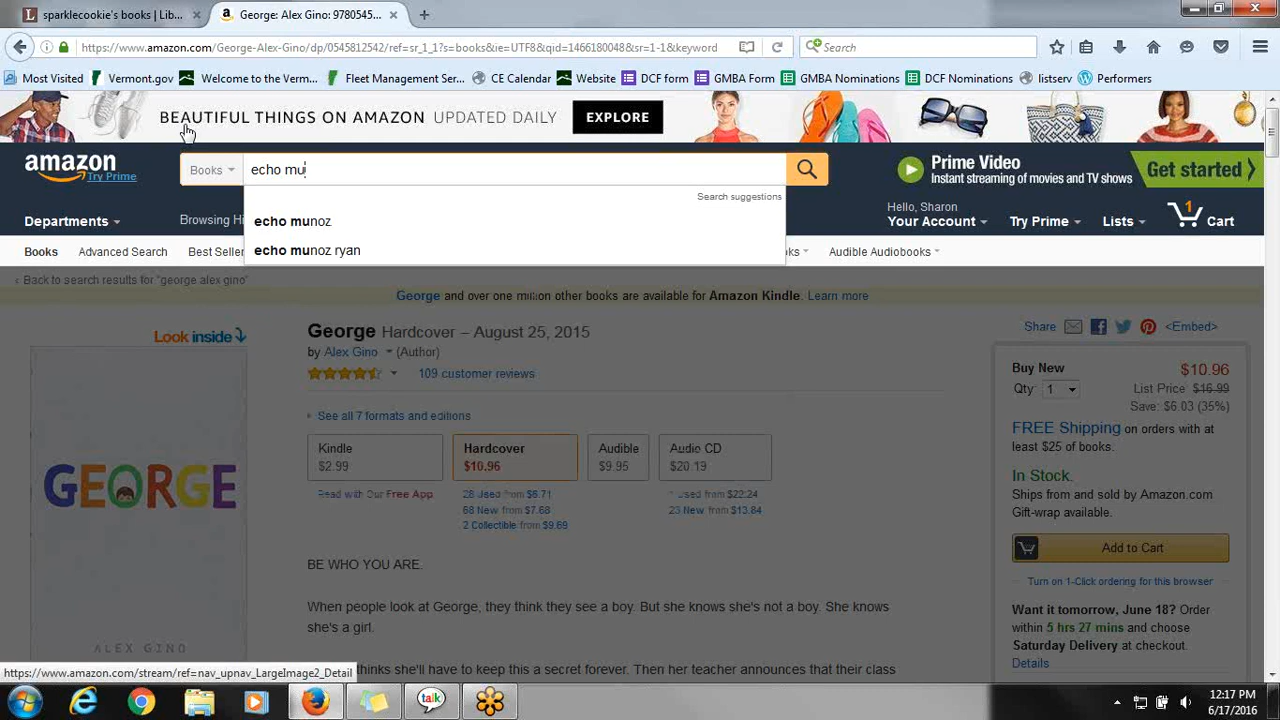 sparklecookie's books | Lib...
George: Alex Gino: 9780545...
https://www.amazon.com/George-Alex-Gino/dp/0545812542/ref=sr_1_1?s=books&ie=UTF8&qid=1466180048&sr=1-1&keyword
Search
Most Visited
Vermont.gov
Welcome to the Verm...
Fleet Management Ser...
CE Calendar
Website
DCF form
GMBA Form
GMBA Nominations
DCF Nominations
listserv
Performers
BEAUTIFUL THINGS ON AMAZON UPDATED DAILY
EXPLORE
amazon
Try Prime
Books
echo mu
Prime Video
Instant streaming of movies and TV shows
Get started
Search suggestions
echo munoz
echo munoz ryan
Departments
Browsing Hi
Hello, Sharon
Your Account
Try Prime
Lists
1
Cart
Books
Advanced Search
Best Seller
ks
Audible Audiobooks
Back to search results for "george alex gino"
George and over one million other books are available for Amazon Kindle. Learn more
Look inside
George Hardcover – August 25, 2015
by Alex Gino (Author)
109 customer reviews
See all 7 formats and editions
Kindle
$2.99
Hardcover
$10.96
Audible
$9.95
Audio CD
$20.19
Read with Our Free App
28 Used from $6.71
68 New from $7.68
2 Collectible from $9.69
23 New from $13.84
GEORGE
ALEX GINO
BE WHO YOU ARE.
When people look at George, they think they see a boy. But she knows she's not a boy. She knows
she's a girl.
thinks she'll have to keep this a secret forever. Then her teacher announces that their class
Share
<Embed>
Buy New
$10.96
Qty: 1
List Price: $16.99
Save: $6.03 (35%)
FREE Shipping on orders with at
least $25 of books.
In Stock.
Ships from and sold by Amazon.com
Gift-wrap available.
Add to Cart
Turn on 1-Click ordering for this browser
Want it tomorrow, June 18? Order
within 5 hrs 27 mins and choose
Saturday Delivery at checkout.
Details
https://www.amazon.com/stream/ref=nav_upnav_LargeImage2_Detail
talk
12:17 PM
6/17/2016